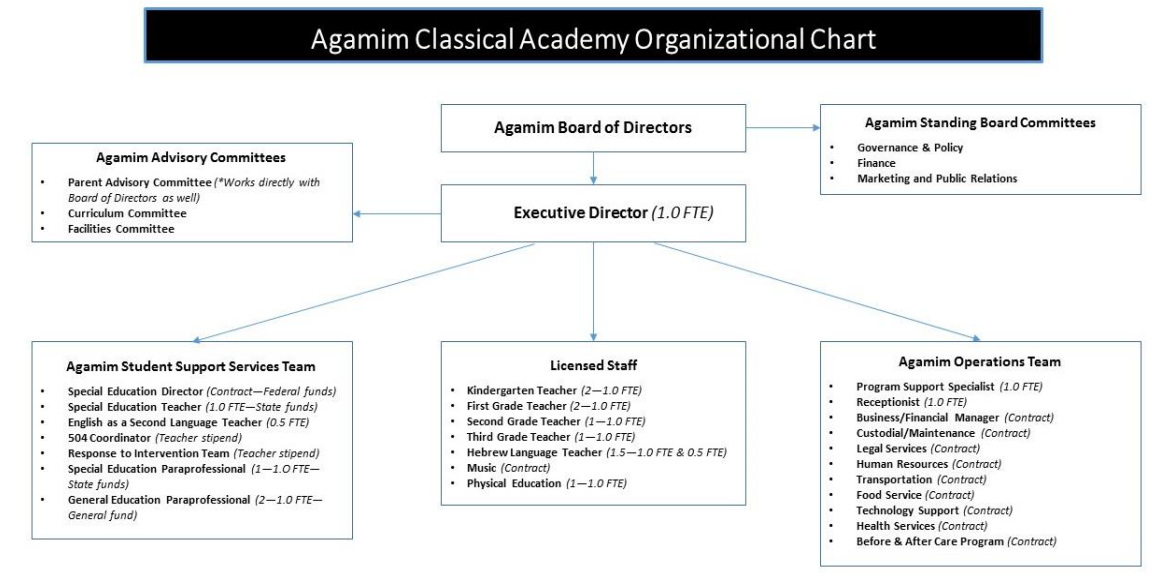 Agamim Classical Academy Organizational Chart
Agamim Board of Directors
Agamim Standing Board Committees
• Governance & Policy
• Finance
• Marketing and Public Relations
Agamim Advisory Committees
• Parent Advisory Committee (*Works directly with
Board of Directors as well)
• Curriculum Committee
• Facilities Committee
Executive Director (1.0 FTE)
Agamim Student Support Services Team
• Special Education Director (Contract—Federal funds)
• Special Education Teacher (1.0 FTE—State funds)
• English as a Second Language Teacher (0.5 FTE)
• 504 Coordinator (Teacher stipend)
• Response to Intervention Team (Teacher stipend)
• Special Education Paraprofessional (1—1.O FTE—
State funds)
• General Education Paraprofessional (2—1.0 FTE—
General fund)
Licensed Staff
• Kindergarten Teacher (2—1.0 FTE)
• First Grade Teacher (2—1.0 FTE)
• Second Grade Teacher (1—1.0 FTE)
• Third Grade Teacher (1—1.0 FTE)
• Hebrew Language Teacher (1.5—1.0 FTE & 0.5 FTE)
• Music (Contract)
• Physical Education (1—1.0 FTE)
Agamim Operations Team
• Program Support Specialist (1.0 FTE)
• Receptionist (1.0 FTE)
• Business/Financial Manager (Contract)
• Custodial/Maintenance (Contract)
• Legal Services (Contract)
• Human Resources (Contract)
• Transportation (Contract)
• Food Service (Contract)
• Technology Support (Contract)
• Health Services (Contract)
• Before & After Care Program (Contract)